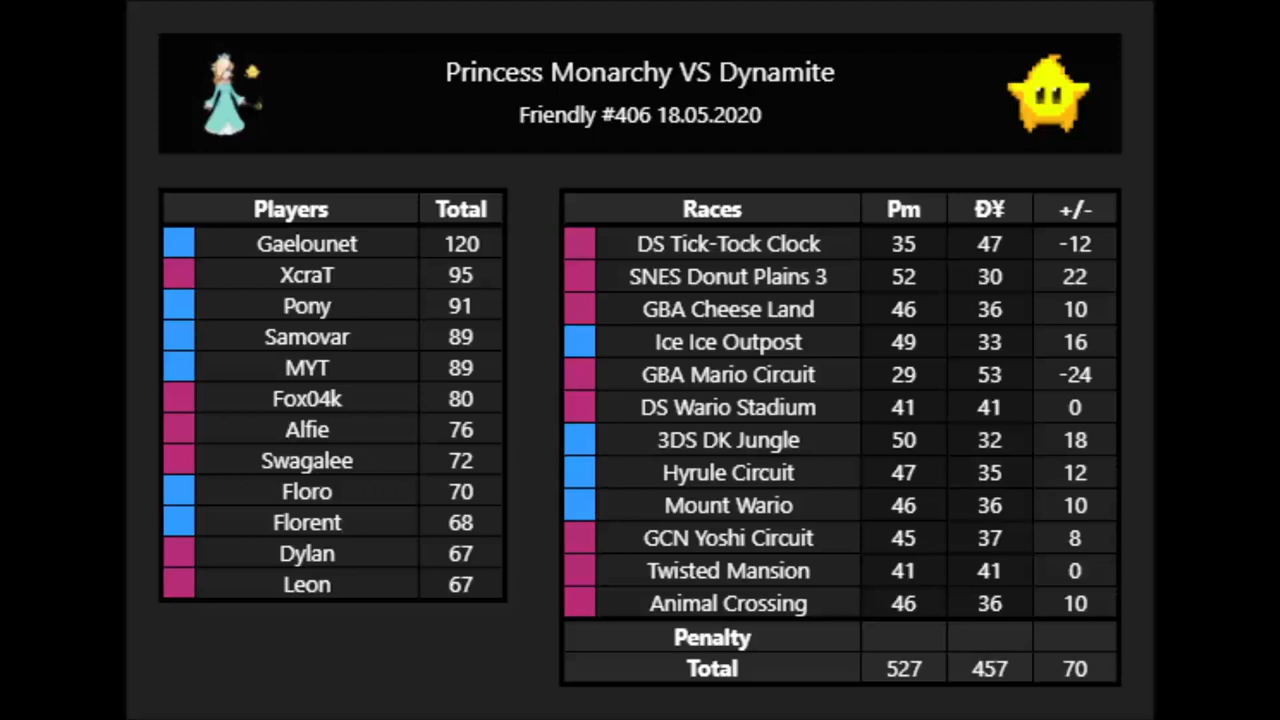 Princess Monarchy VS Dynamite
Friendly #406 18.05.2020
Players Total
Gaelounet 120
XcraT 95
Pony 91
Samovar 89
MYT 89
Fox04k 80
Alfie 76
Swagalee 72
Floro 70
Florent 68
Dylan 67
Leon 67
Races Pm Đ¥ +/-
DS Tick-Tock Clock 35 47 -12
SNES Donut Plains 3 52 30 22
GBA Cheese Land 46 36 10
Ice Ice Outpost 49 33 16
GBA Mario Circuit 29 53 -24
DS Wario Stadium 41 41 0
3DS DK Jungle 50 32 18
Hyrule Circuit 47 35 12
Mount Wario 46 36 10
GCN Yoshi Circuit 45 37 8
Twisted Mansion 41 41 0
Animal Crossing 46 36 10
Penalty
Total 527 457 70